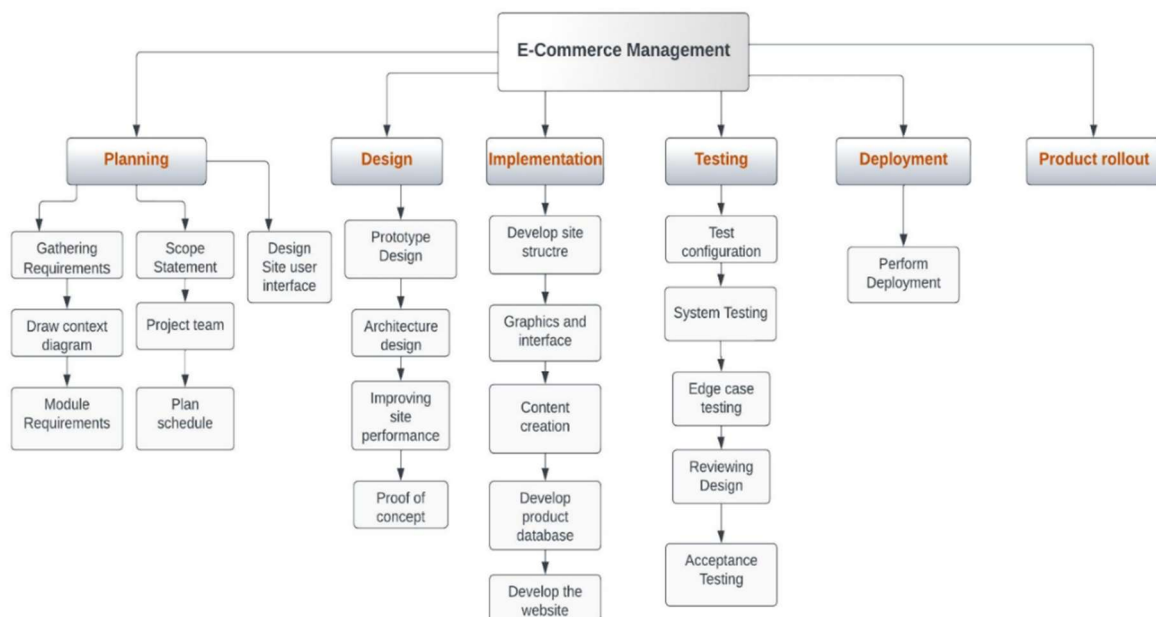 E-Commerce Management
Planning
Design
Implementation
Testing
Deployment
Product rollout
Gathering
Requirements
Draw context
diagram
Module
Requirements
Scope
Statement
Project team
Plan
schedule
Design
Site user
interface
Prototype
Design
Architecture
design
Improving
site
performance
Proof of
concept
Develop site
structre
Graphics and
interface
Content
creation
Develop
product
database
Develop the
website
Test
configuration
System Testing
Edge case
testing
Reviewing
Design
Acceptance
Testing
Perform
Deployment